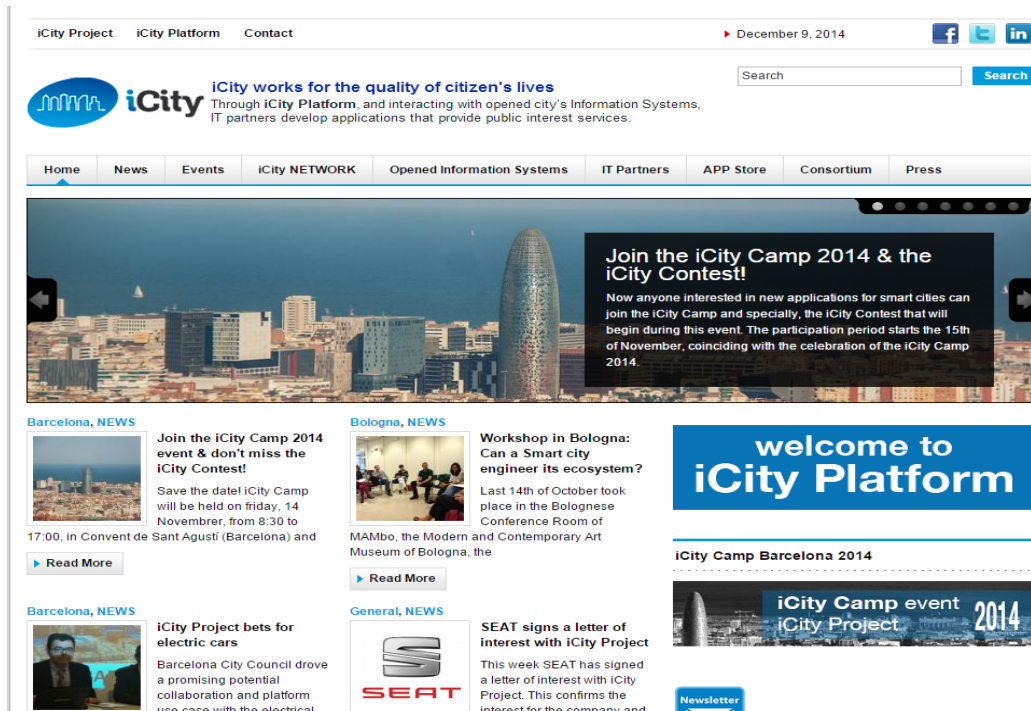 iCity Project iCity Platform Contact
December 9, 2014
f t in
iCity
iCity works for the quality of citizen's lives
Through iCity Platform, and interacting with opened city's Information Systems,
IT partners develop applications that provide public interest services.
Search
Search
Home News Events iCity NETWORK Opened Information Systems IT Partners APP Store Consortium Press
Join the iCity Camp 2014 & the
iCity Contest!
Now anyone interested in new applications for smart cities can
join the iCity Camp and specially, the iCity Contest that will
begin during this event. The participation period starts the 15th
of November, coinciding with the celebration of the iCity Camp
2014.
Barcelona, NEWS
Join the iCity Camp 2014
event & don't miss the
iCity Contest!
Save the date! iCity Camp
will be held on friday, 14
Novembrer, from 8:30 to
17:00, in Convent de Sant Agustí (Barcelona) and
Read More
Bologna, NEWS
Workshop in Bologna:
Can a Smart city
engineer its ecosystem?
Last 14th of October took
place in the Bolognese
Conference Room of
MAMbo, the Modern and Contemporary Art
Museum of Bologna, the
Read More
welcome to
iCity Platform
iCity Camp Barcelona 2014
iCity Camp event
iCity Project
2014
Barcelona, NEWS
iCity Project bets for
electric cars
Barcelona City Council drove
a promising potential
collaboration and platform
use case with the electrical
General, NEWS
SEAT
SEAT signs a letter of
interest with iCity Project
This week SEAT has signed
a letter of interest with iCity
Project. This confirms the
interest for the company and
Newsletter